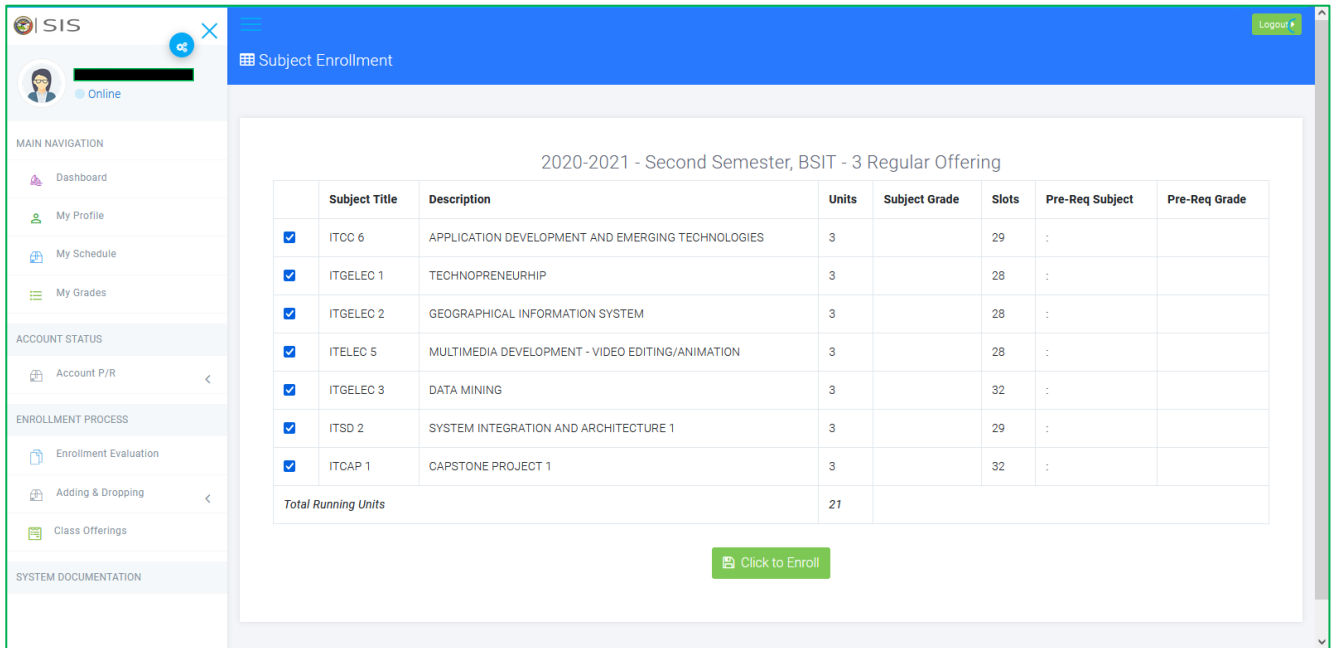 SIS
Logout
Subject Enrollment
Online
MAIN NAVIGATION
Dashboard
My Profile
My Schedule
My Grades
ACCOUNT STATUS
Account P/R
ENROLLMENT PROCESS
Enrollment Evaluation
Adding & Dropping
Class Offerings
SYSTEM DOCUMENTATION
2020-2021 - Second Semester, BSIT - 3 Regular Offering
Subject Title Description Units Subject Grade Slots Pre-Req Subject Pre-Req Grade
ITCC 6 APPLICATION DEVELOPMENT AND EMERGING TECHNOLOGIES 3 29 :
ITGELEC 1 TECHNOPRENEURHIP 3 28 :
ITGELEC 2 GEOGRAPHICAL INFORMATION SYSTEM 3 28 :
ITELEC 5 MULTIMEDIA DEVELOPMENT - VIDEO EDITING/ANIMATION 3 28 :
ITGELEC 3 DATA MINING 3 32 :
ITSD 2 SYSTEM INTEGRATION AND ARCHITECTURE 1 3 29 :
ITCAP 1 CAPSTONE PROJECT 1 3 32 :
Total Running Units 21
Click to Enroll